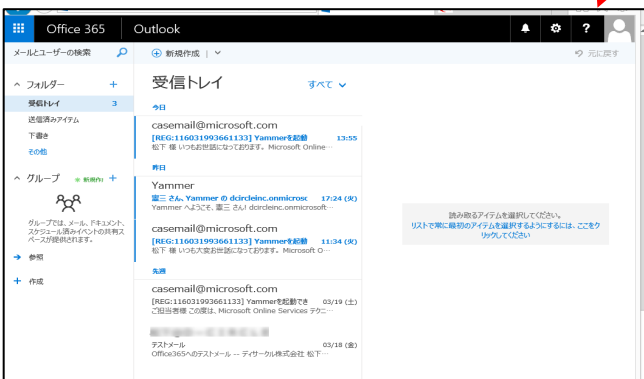 Office 365
Outlook
?
メールとユーザーの検索
新規作成
元に戻す
フォルダー
受信トレイ 3
送信済みアイテム
下書き
その他
グループ
新規作
グループでは、メール、ドキュメント、
スケジュール済みイベントの共有ス
ペースが提供されます。
参照
作成
受信トレイ
すべて
今日
casemail@microsoft.com
[REG:116031993661133] Yammerを起動 13:55
松下 様 いつもお世話になっております。 Microsoft Online…
昨日
Yammer
憲三 さん、Yammer の dcircleinc.onmicrosc 17:24 (火)
Yammer へようこそ、憲三 さん! dcircleinc.onmicrosoft…
casemail@microsoft.com
[REG:116031993661133] Yammerを起動 11:34 (火)
松下 様 いつも大変お世話になっております。 Microsoft O…
先週
casemail@microsoft.com
[REG:116031993661133] Yammerを起動でき 03/19 (土)
ご担当者様 この度は、Microsoft Online Services テクニ…
テストメール 03/18 (金)
Office365へのテストメール -- ディサークル株式会社 松下…
読み取るアイテムを選択してください。
リストで常に最初のアイテムを選択するようにするには、ここをク
リックしてください